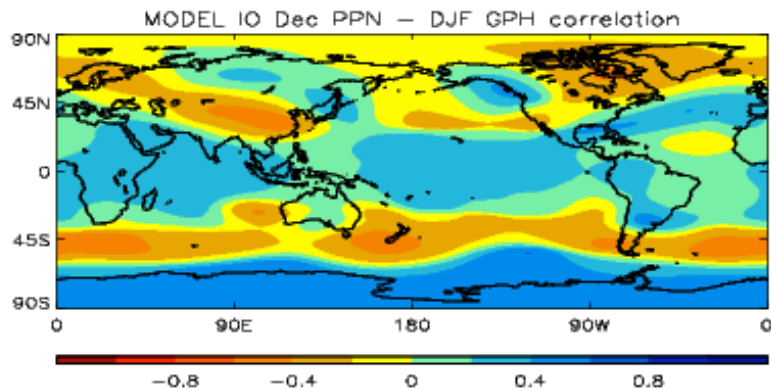 MODEL IO Dec PPN – DJF GPH correlation
90N
45N
0
45S
90S
0 90E 180 90W 0
−0.8 −0.4 0 0.4 0.8